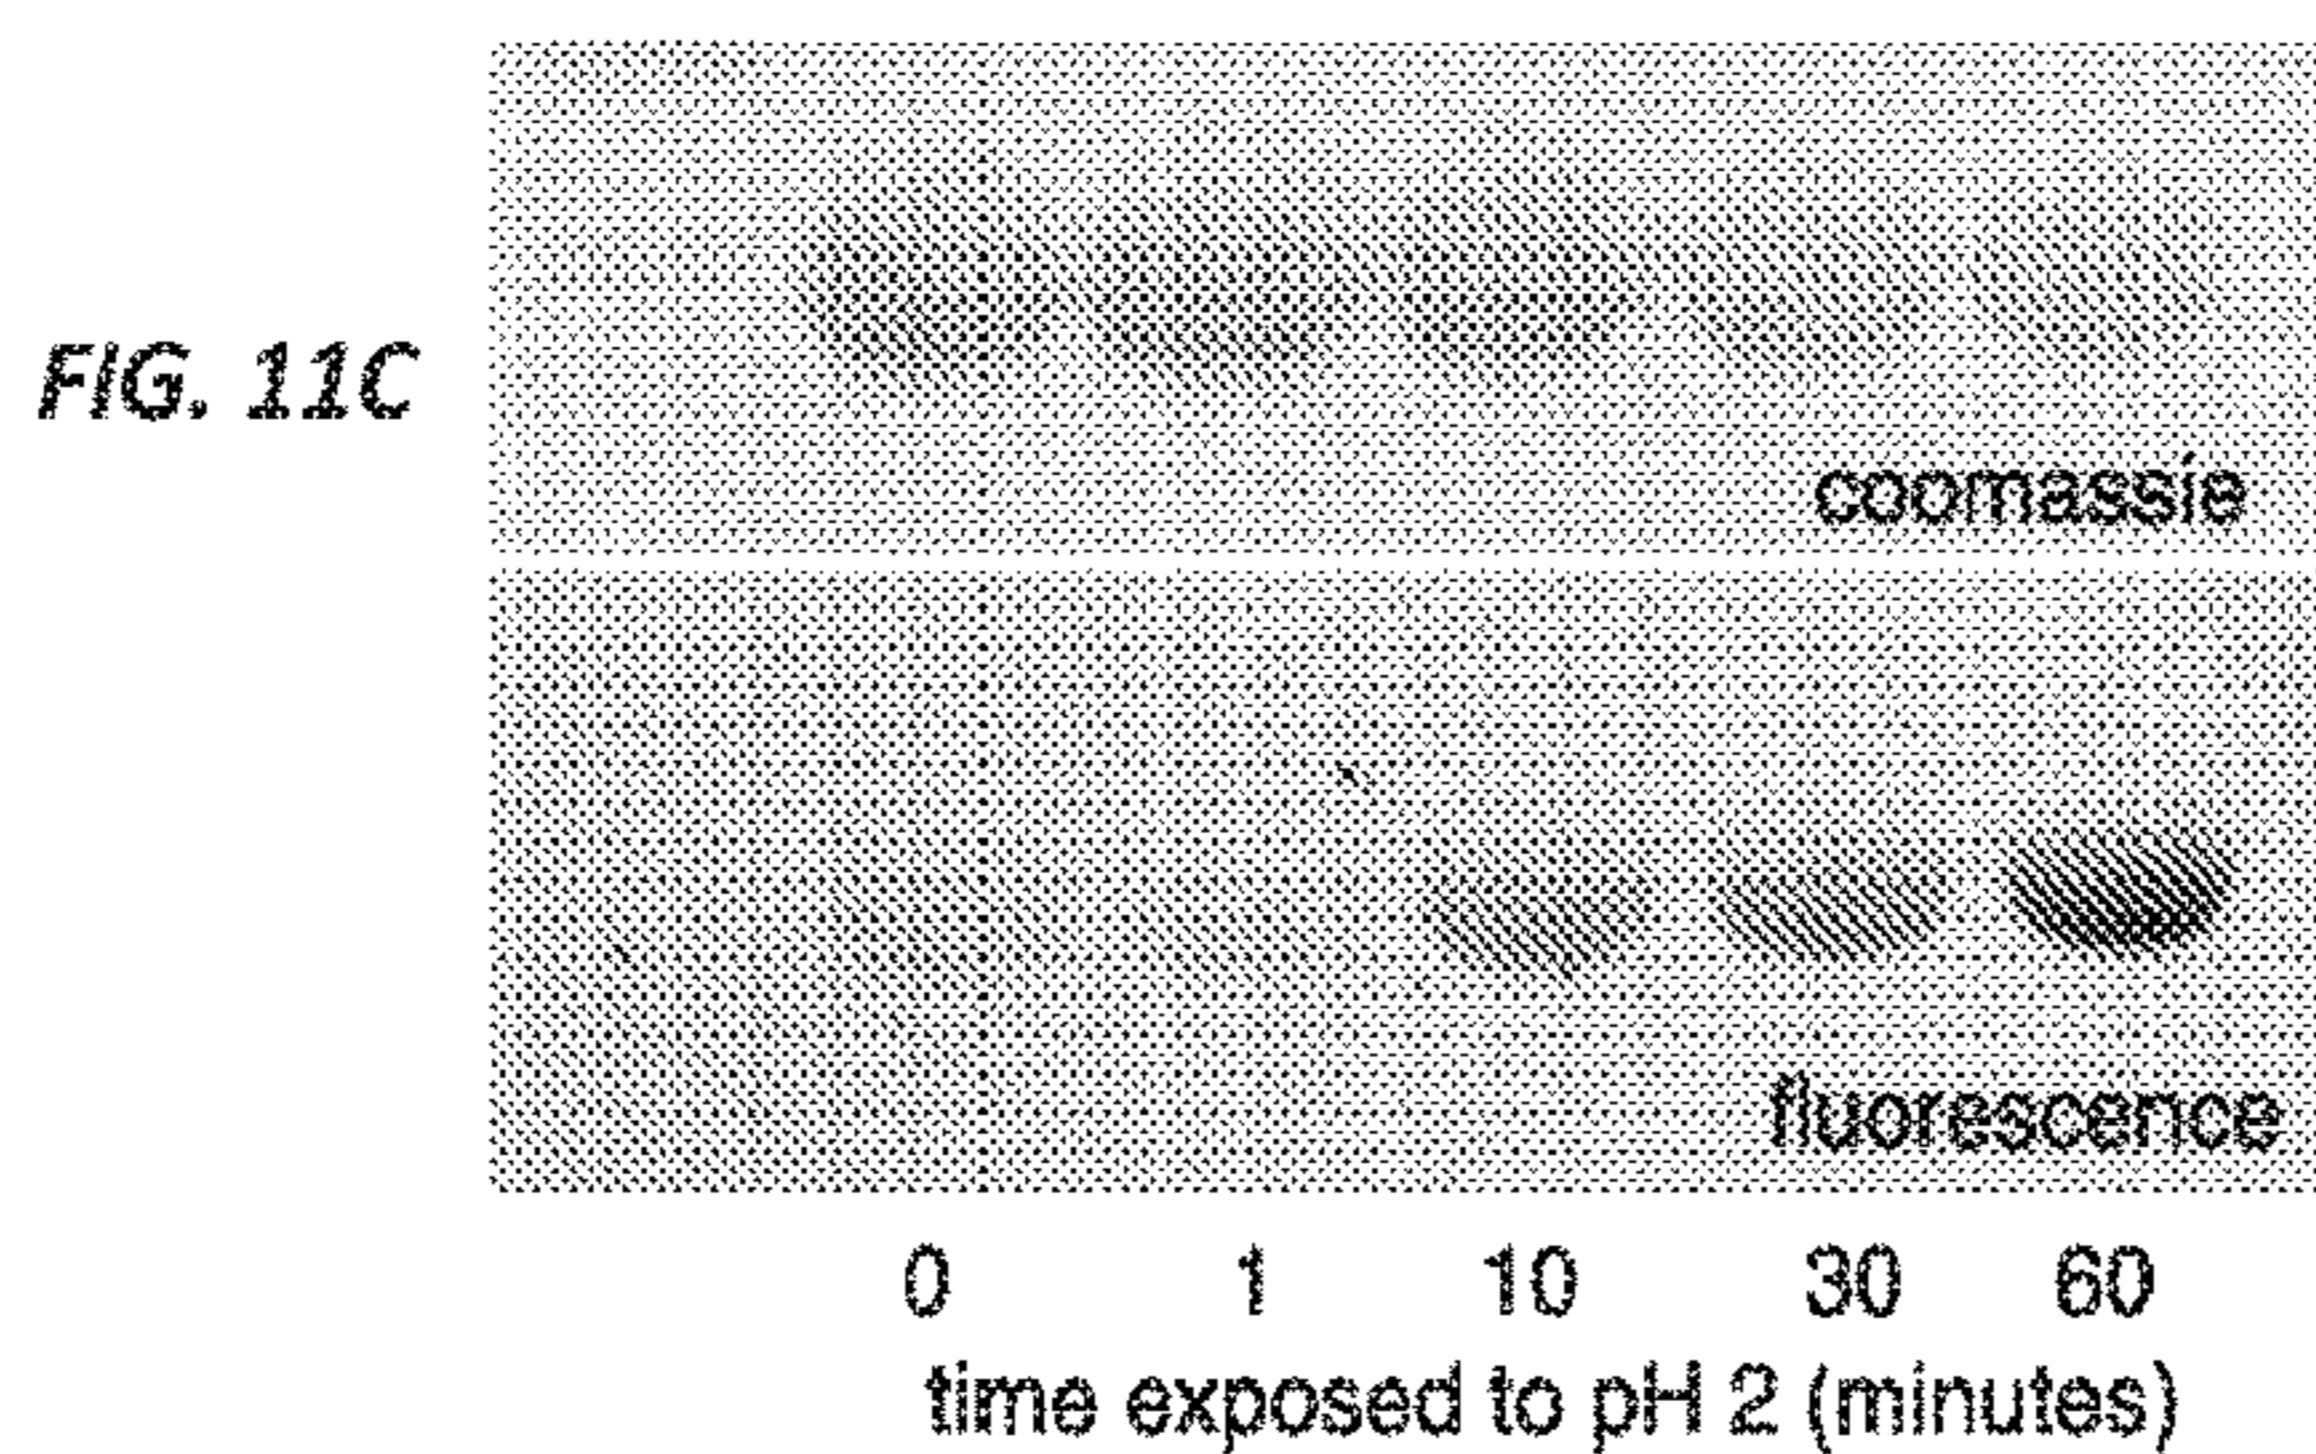 FIG. 11C
coomassie
fluorescence
0 1 10 30 60
time exposed to pH 2 (minutes)